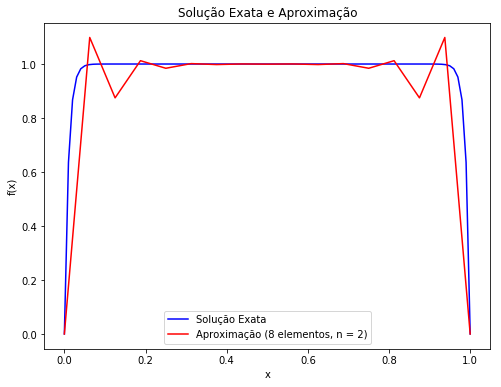 Solução Exata e Aproximação
f(x)
1.0
0.8
0.6
0.4
0.2
0.0
Solução Exata
Aproximação (8 elementos, n = 2)
0.0 0.2 0.4 0.6 0.8 1.0
x